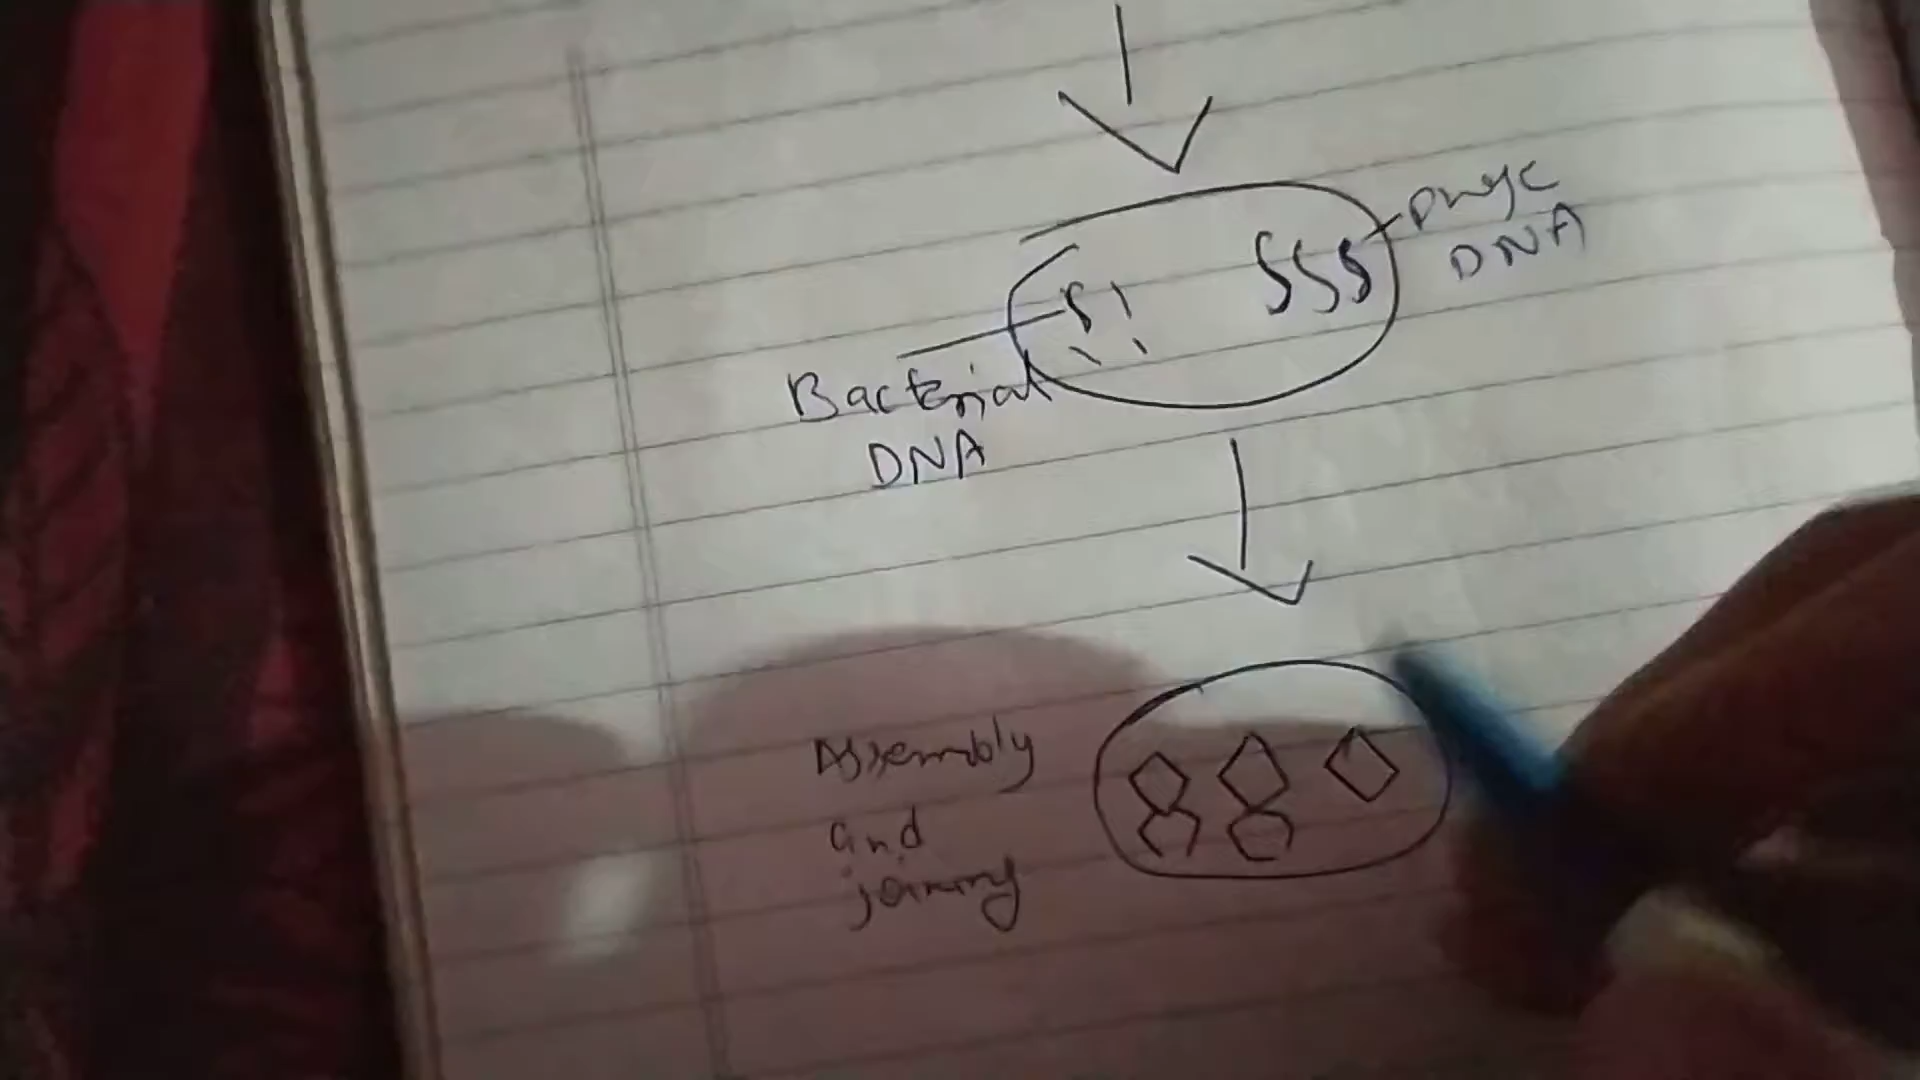 phage
DNA
Bacterial
DNA
Assembly
and
joining